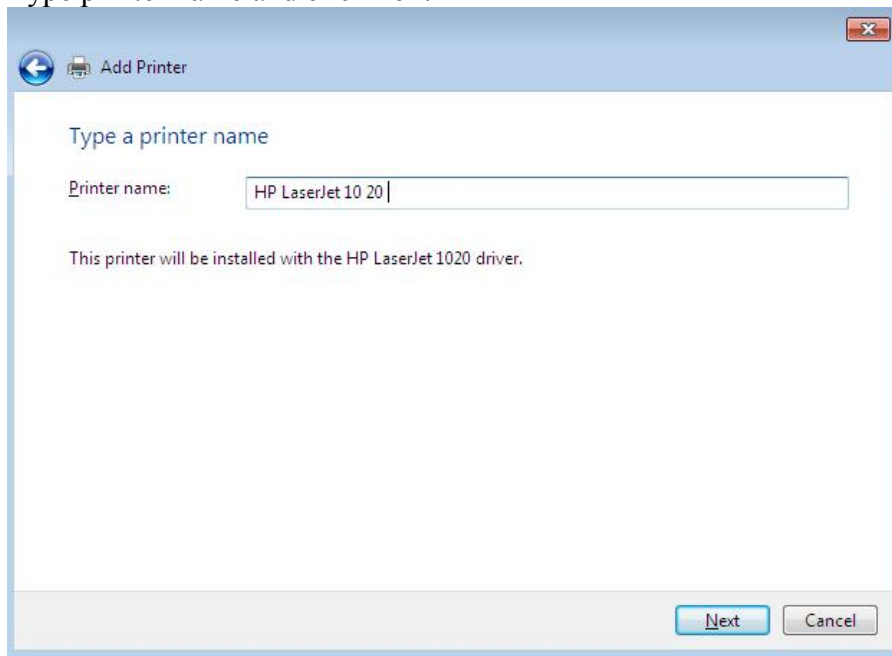 Add Printer
Type a printer name
Printer name: HP LaserJet 10 20
This printer will be installed with the HP LaserJet 1020 driver.
Next Cancel